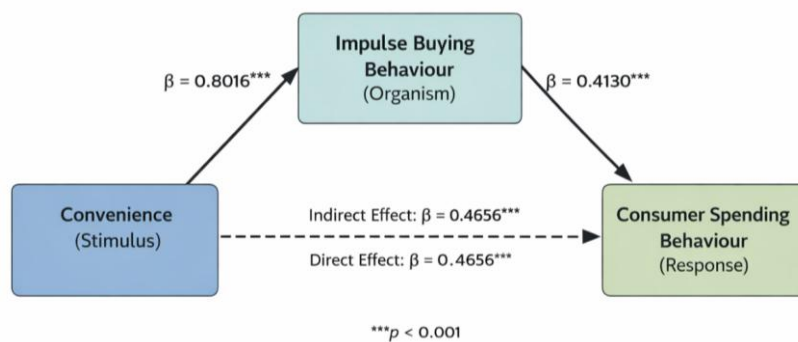 Impulse Buying
Behaviour
(Organism)
β = 0.8016***
β = 0.4130***
Convenience
(Stimulus)
Indirect Effect: β = 0.4656***
Direct Effect: β = 0.4656***
Consumer Spending
Behaviour
(Response)
***p < 0.001